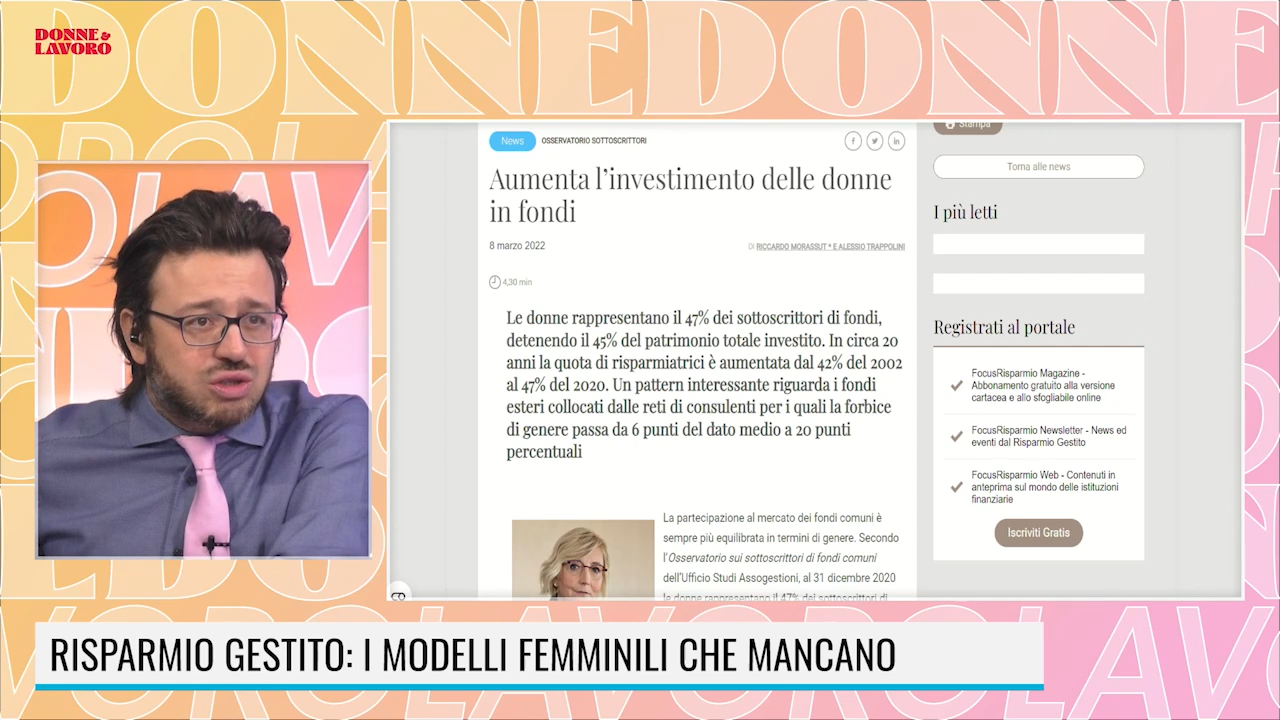 DONNE &
LAVORO
News
OSSERVATORIO SOTTOSCRITTORI
Aumenta l'investimento delle donne
in fondi
8 marzo 2022
DI RICCARDO MORASSUT * E ALESSIO TRAPPOLINI
4,30 min
Le donne rappresentano il 47% dei sottoscrittori di fondi,
detenendo il 45% del patrimonio totale investito. In circa 20
anni la quota di risparmiatrici è aumentata dal 42% del 2002
al 47% del 2020. Un pattern interessante riguarda i fondi
esteri collocati dalle reti di consulenti per i quali la forbice
di genere passa da 6 punti del dato medio a 20 punti
percentuali
La partecipazione al mercato dei fondi comuni è
sempre più equilibrata in termini di genere. Secondo
l'Osservatorio sui sottoscrittori di fondi comuni
dell'Ufficio Studi Assogestioni, al 31 dicembre 2020
le donne rappresentano il 47% dei sottoscrittori di
Stampa
Torna alle news
I più letti
Registrati al portale
FocusRisparmio Magazine -
Abbonamento gratuito alla versione
cartacea e allo sfogliabile online
FocusRisparmio Newsletter - News ed
eventi dal Risparmio Gestito
FocusRisparmio Web - Contenuti in
anteprima sul mondo delle istituzioni
finanziarie
Iscriviti Gratis
RISPARMIO GESTITO: I MODELLI FEMMINILI CHE MANCANO